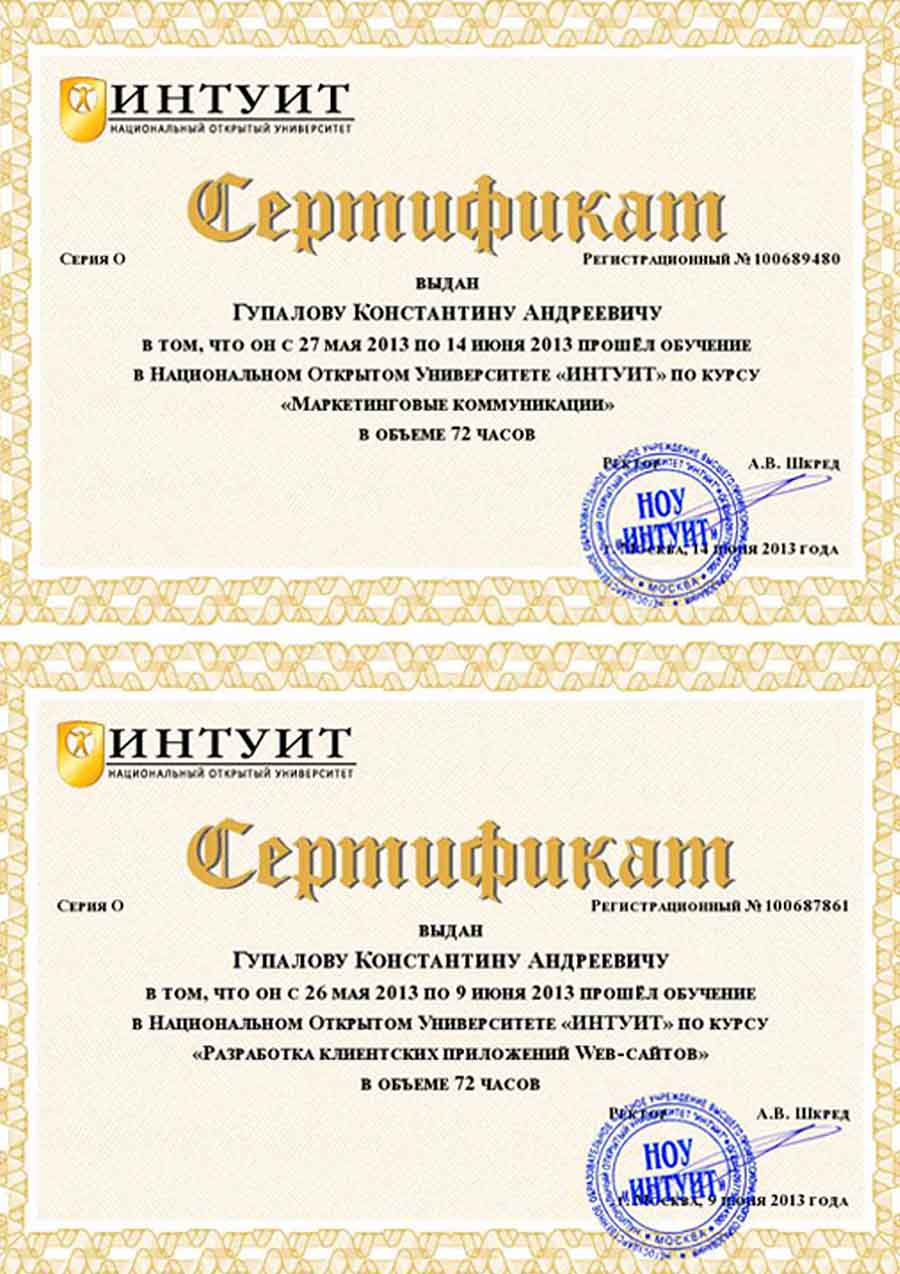 ИНТУИТ
НАЦИОНАЛЬНЫЙ ОТКРЫТЫЙ УНИВЕРСИТЕТ
Сертификат
Серия О Регистрационный № 100689480
выдан
Гупалову Константину Андреевичу
в том, что он с 27 мая 2013 по 14 июня 2013 прошёл обучение
в Национальном Открытом Университете «ИНТУИТ» по курсу
«Маркетинговые коммуникации»
в объеме 72 часов
Ректор А.В. Шкред
НОУ
«ИНТУИТ»
МОСКВА
г. Москва, 14 июня 2013 года
ИНТУИТ
НАЦИОНАЛЬНЫЙ ОТКРЫТЫЙ УНИВЕРСИТЕТ
Сертификат
Серия О Регистрационный № 100687861
выдан
Гупалову Константину Андреевичу
в том, что он с 26 мая 2013 по 9 июня 2013 прошёл обучение
в Национальном Открытом Университете «ИНТУИТ» по курсу
«Разработка клиентских приложений Web-сайтов»
в объеме 72 часов
Ректор А.В. Шкред
НОУ
«ИНТУИТ»
МОСКВА
г. Москва, 9 июня 2013 года